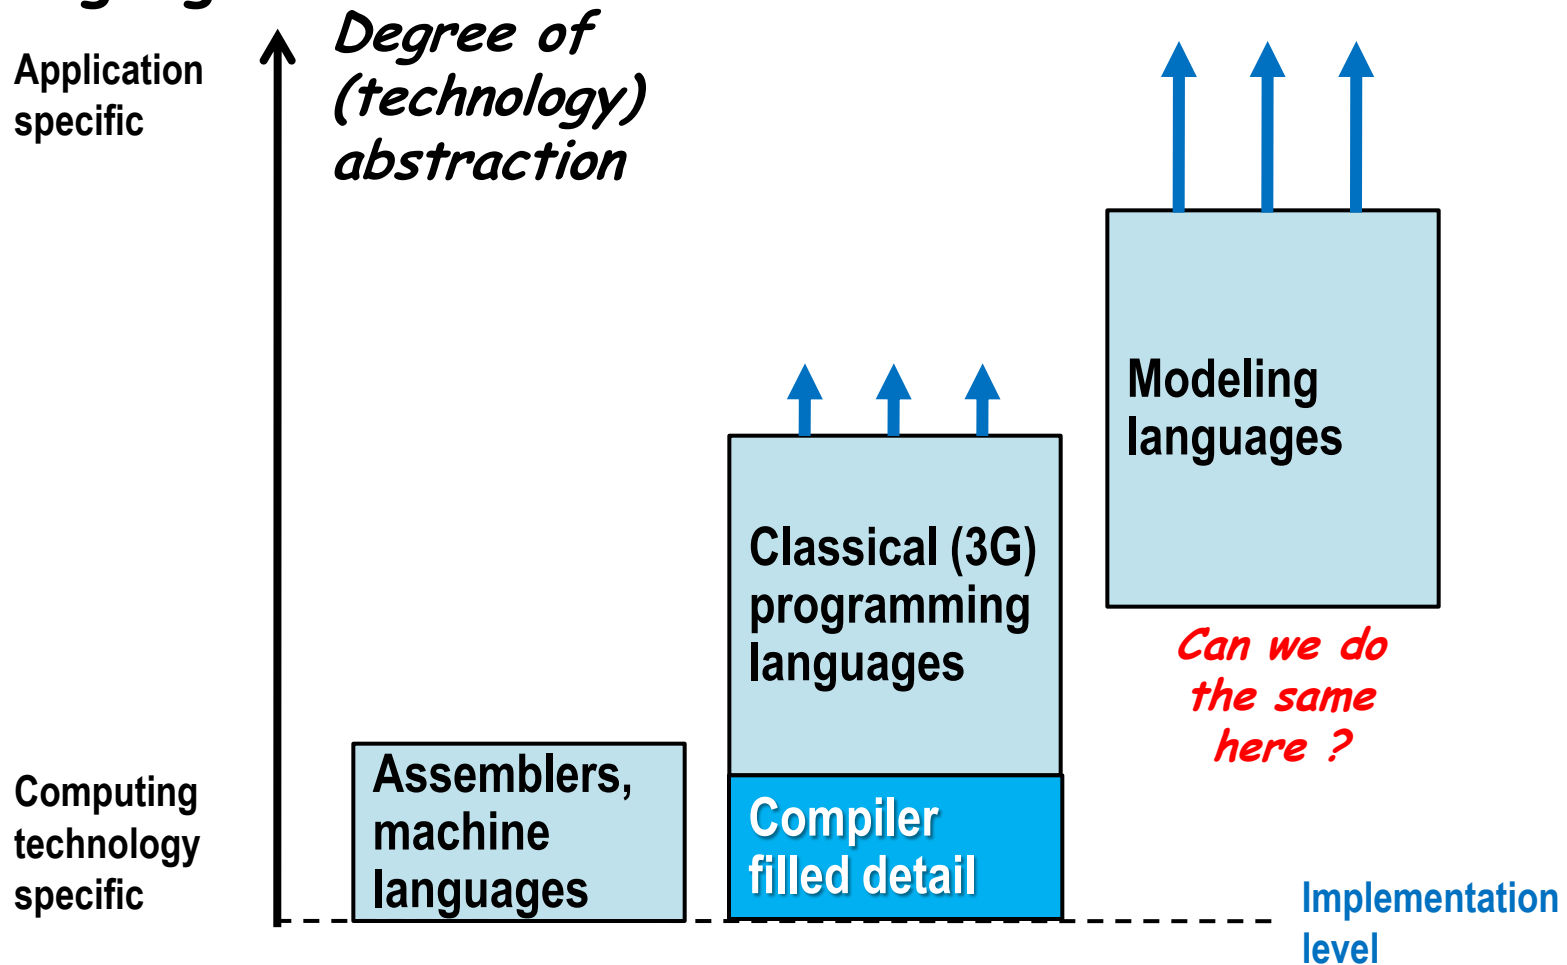 Degree of
(technology)
abstraction
Application
specific
Modeling
languages
Classical (3G)
programming
languages
Can we do
the same
here ?
Assemblers,
machine
languages
Compiler
filled detail
Computing
technology
specific
Implementation
level